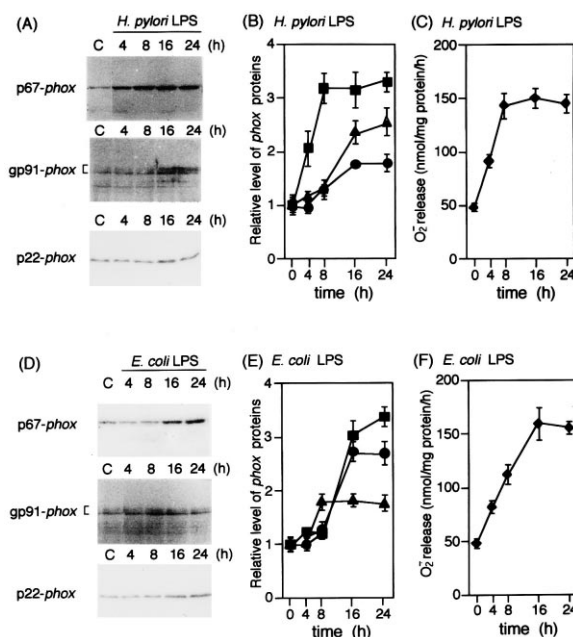 (A) H. pylori LPS
C 4 8 16 24 (h)
p67-phox
C 4 8 16 24 (h)
gp91-phox [
C 4 8 16 24 (h)
p22-phox
(B) H. pylori LPS
Relative level of phox proteins
4
3
2
1
0
0 4 8 16 24
time (h)
(C) H. pylori LPS
O₂⁻ release (nmol/mg protein/h)
200
150
100
50
0
0 4 8 16 24
time (h)
(D) E. coli LPS
C 4 8 16 24 (h)
p67-phox
C 4 8 16 24 (h)
gp91-phox [
C 4 8 16 24 (h)
p22-phox
(E) E. coli LPS
Relative level of phox proteins
4
3
2
1
0
0 4 8 16 24
time (h)
(F) E. coli LPS
O₂⁻ release (nmol/mg protein/h)
200
150
100
50
0
0 4 8 16 24
time (h)